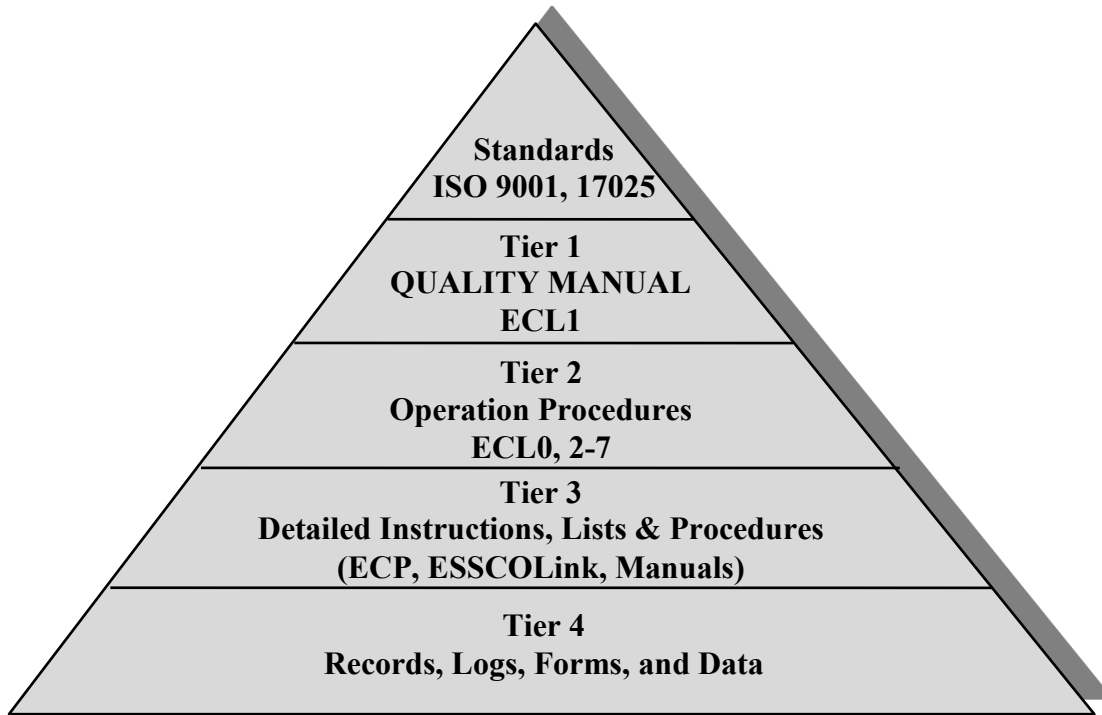 Standards
ISO 9001, 17025
Tier 1
QUALITY MANUAL
ECL1
Tier 2
Operation Procedures
ECL0, 2-7
Tier 3
Detailed Instructions, Lists & Procedures
(ECP, ESSCOLink, Manuals)
Tier 4
Records, Logs, Forms, and Data